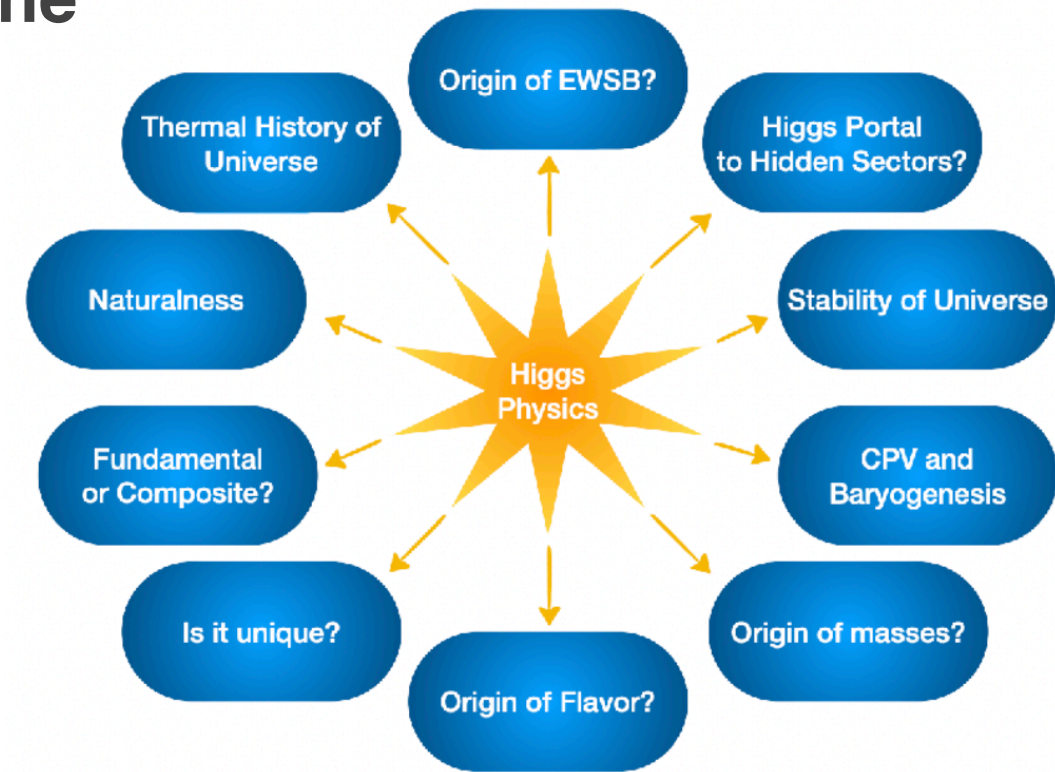 Origin of EWSB?
Thermal History of
Universe
Higgs Portal
to Hidden Sectors?
Naturalness
Stability of Universe
Higgs
Physics
Fundamental
or Composite?
CPV and
Baryogenesis
Is it unique?
Origin of masses?
Origin of Flavor?